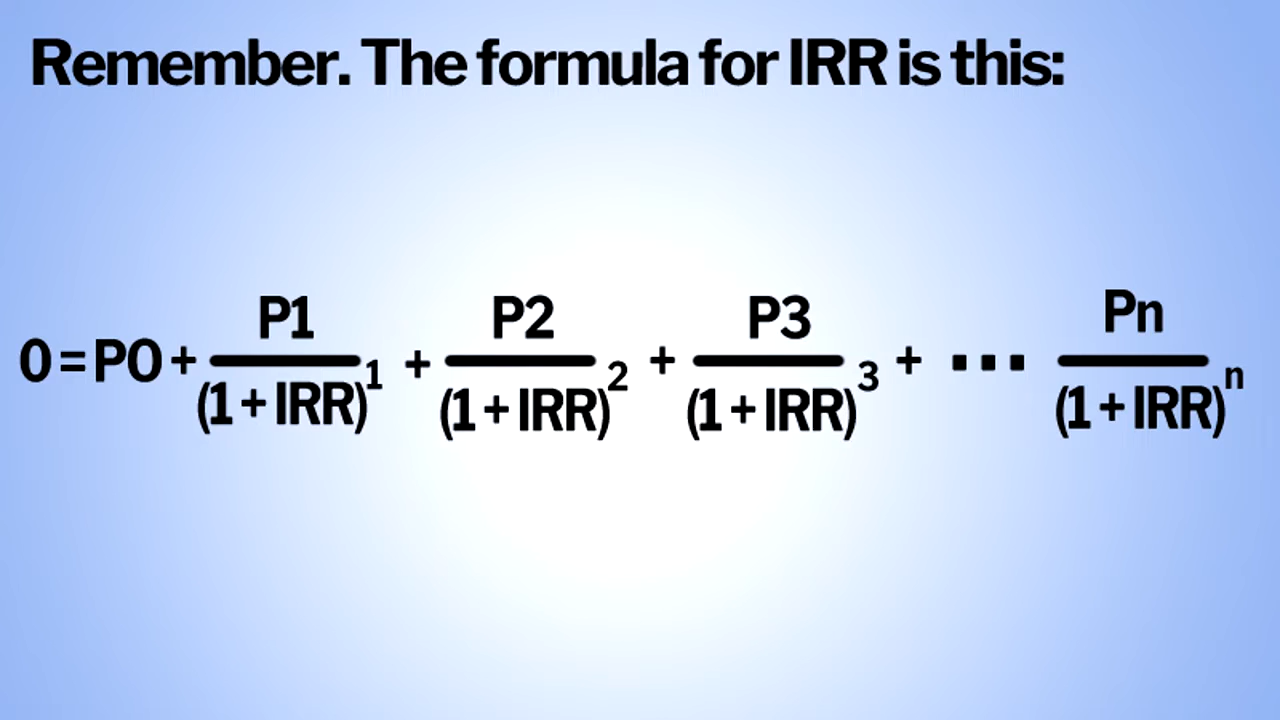 Remember. The formula for IRR is this:
0 = P0 + P1/(1 + IRR)^1 + P2/(1 + IRR)^2 + P3/(1 + IRR)^3 + ... Pn/(1 + IRR)^n